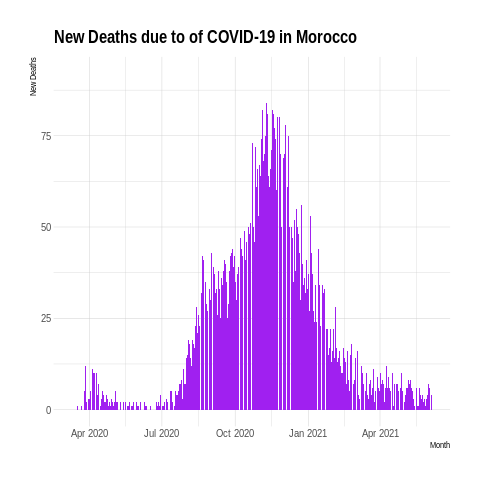 New Deaths due to of COVID-19 in Morocco
New Deaths
75
50
25
0
Apr 2020 Jul 2020 Oct 2020 Jan 2021 Apr 2021
Month